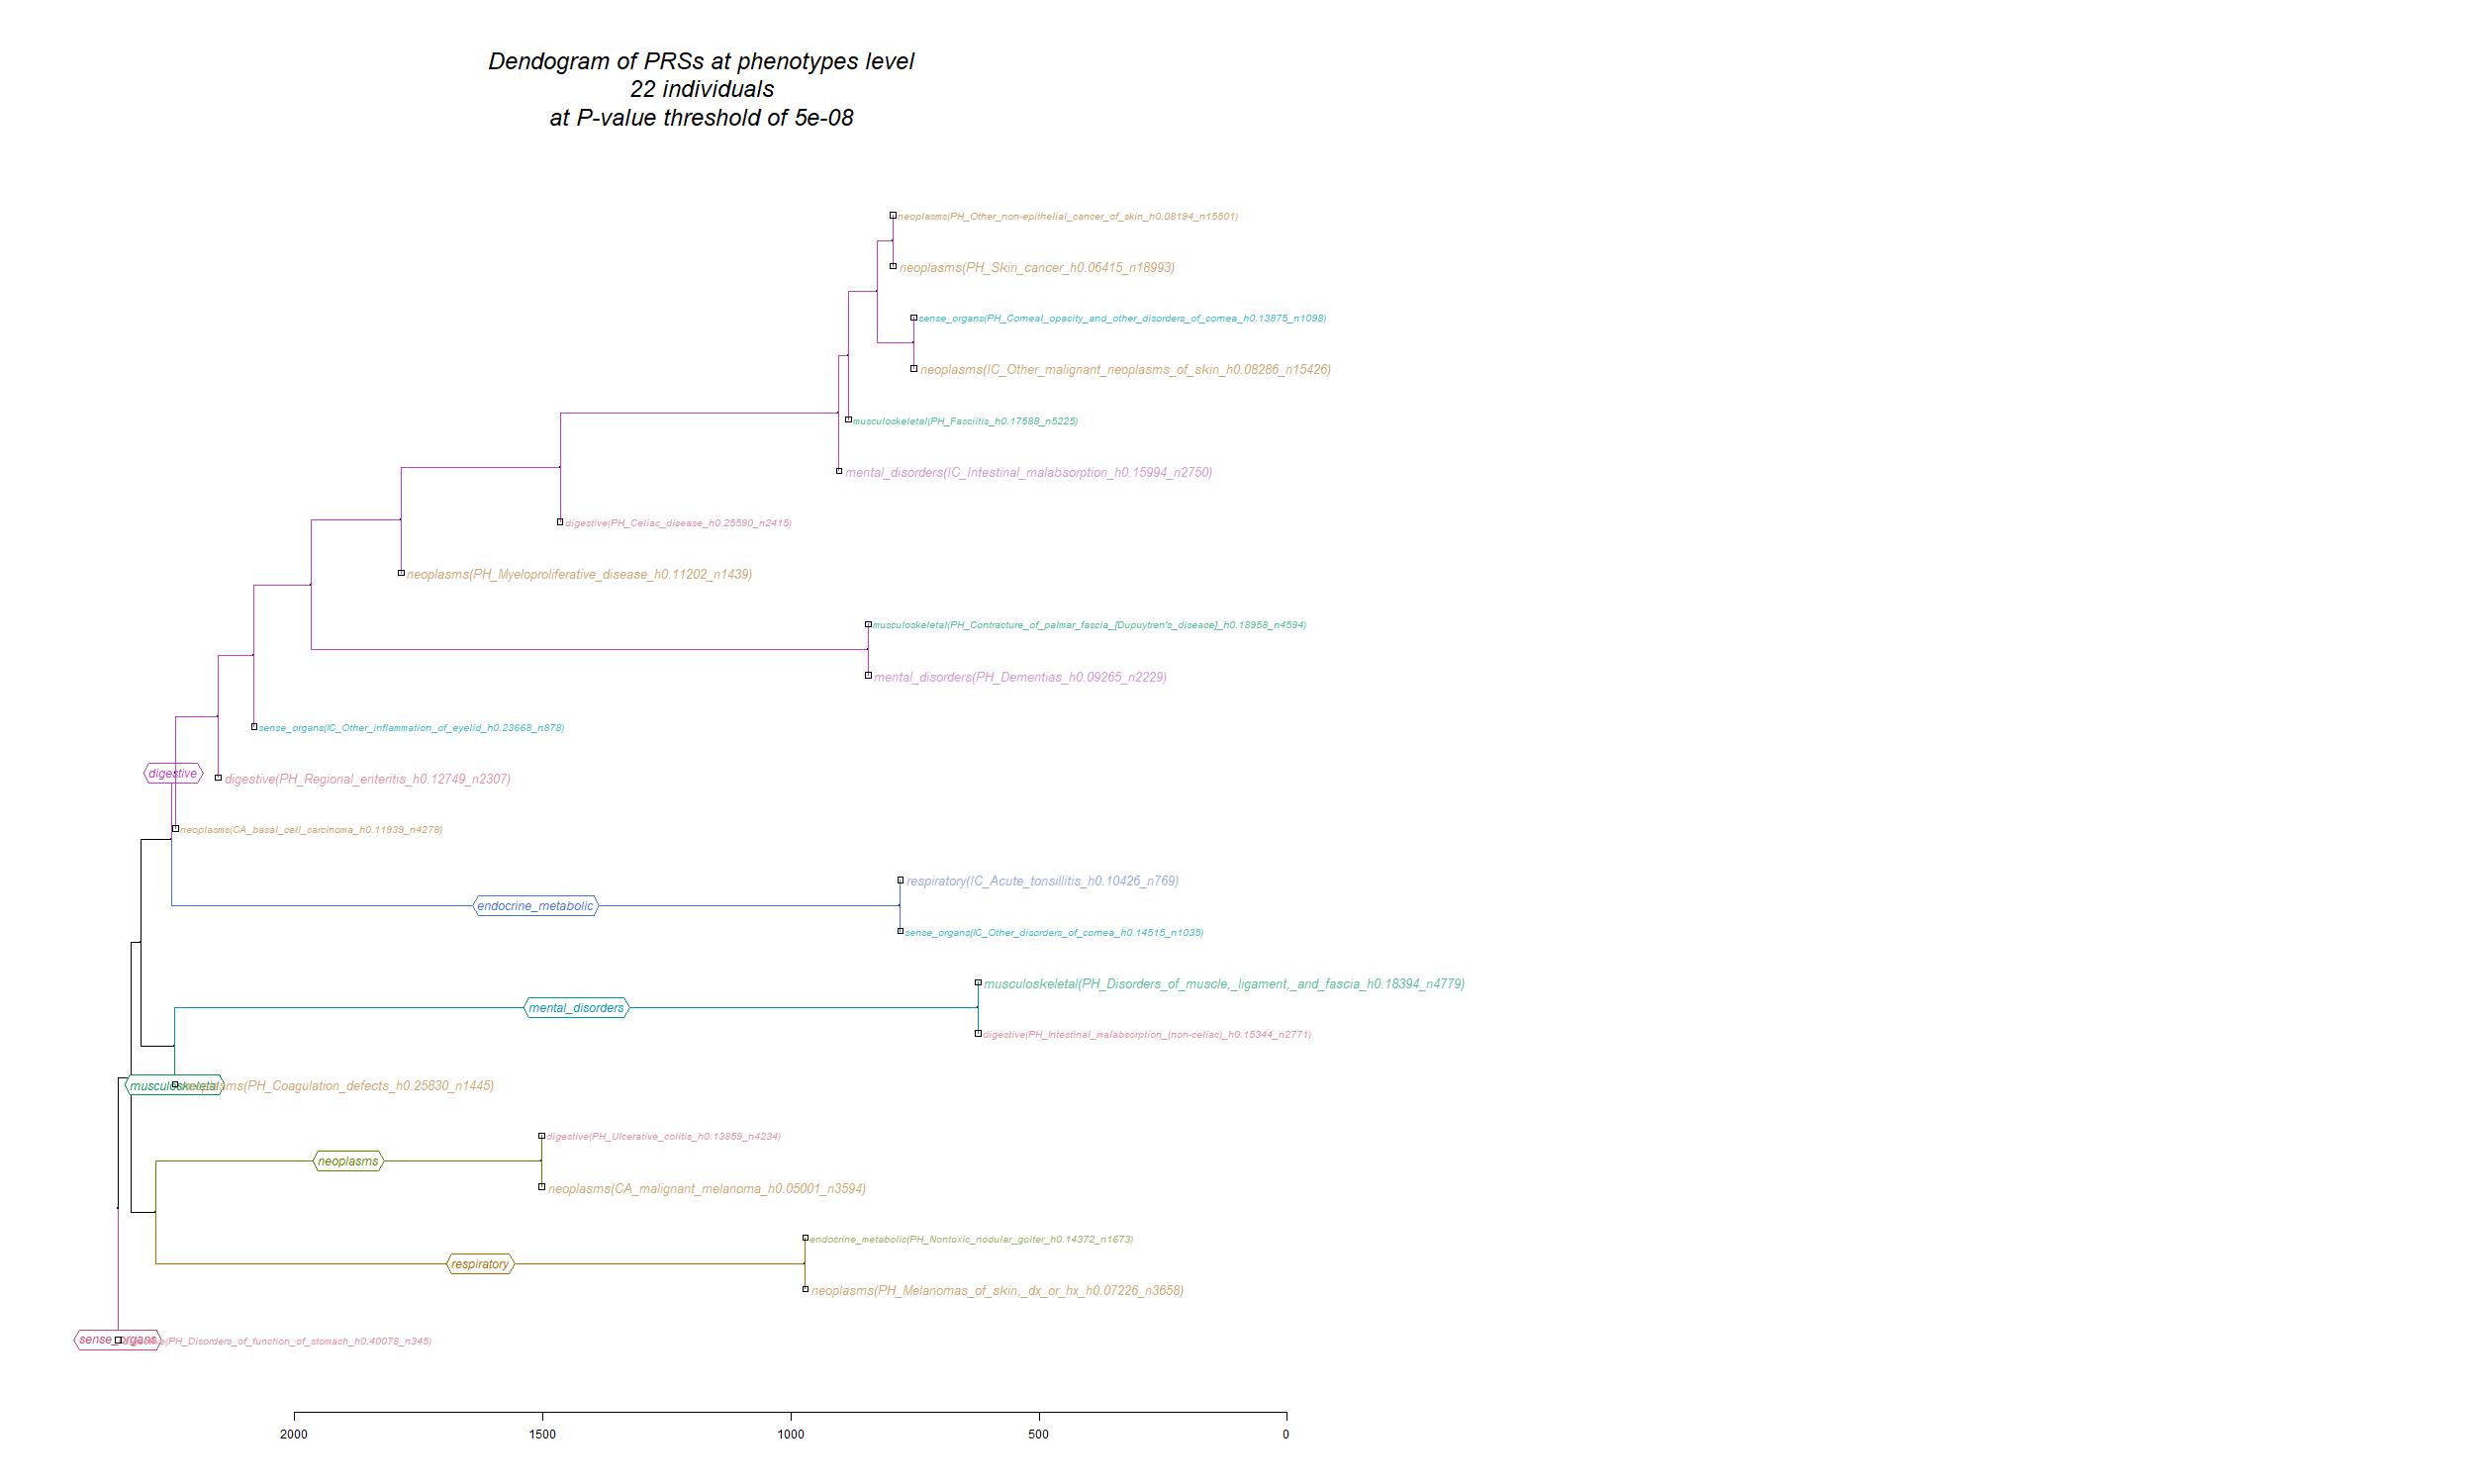 Dendogram of PRSs at phenotypes level
22 individuals
at P-value threshold of 5e-08
neoplasms(PH_Other_non-epithelial_cancer_of_skin_h0.08194_n15501)
neoplasms(PH_Skin_cancer_h0.06415_n18993)
sense_organs(PH_Corneal_opacity_and_other_disorders_of_cornea_h0.13875_n1098)
neoplasms(IC_Other_malignant_neoplasms_of_skin_h0.08286_n15426)
musculoskeletal(PH_Fasciitis_h0.17588_n5225)
mental_disorders(IC_Intestinal_malabsorption_h0.15994_n2750)
digestive(PH_Celiac_disease_h0.25590_n2415)
neoplasms(PH_Myeloproliferative_disease_h0.11202_n1439)
musculoskeletal(PH_Contracture_of_palmar_fascia_[Dupuytren's_disease]_h0.18958_n4594)
mental_disorders(PH_Dementias_h0.09265_n2229)
sense_organs(IC_Other_inflammation_of_eyelid_h0.23668_n878)
digestive
digestive(PH_Regional_enteritis_h0.12749_n2307)
neoplasms(CA_basal_cell_carcinoma_h0.11939_n4278)
respiratory(IC_Acute_tonsillitis_h0.10426_n769)
endocrine_metabolic
sense_organs(IC_Other_disorders_of_cornea_h0.14515_n1035)
musculoskeletal(PH_Disorders_of_muscle,_ligament,_and_fascia_h0.18394_n4779)
mental_disorders
digestive(PH_Intestinal_malabsorption_(non-celiac)_h0.15344_n2771)
musculoskeletal
neoplasms(PH_Coagulation_defects_h0.25830_n1445)
digestive(PH_Ulcerative_colitis_h0.13859_n4234)
neoplasms
neoplasms(CA_malignant_melanoma_h0.05001_n3594)
endocrine_metabolic(PH_Nontoxic_nodular_goiter_h0.14372_n1673)
respiratory
neoplasms(PH_Melanomas_of_skin,_dx_or_hx_h0.07226_n3658)
sense_organs
digestive(PH_Disorders_of_function_of_stomach_h0.40078_n345)
2000 1500 1000 500 0